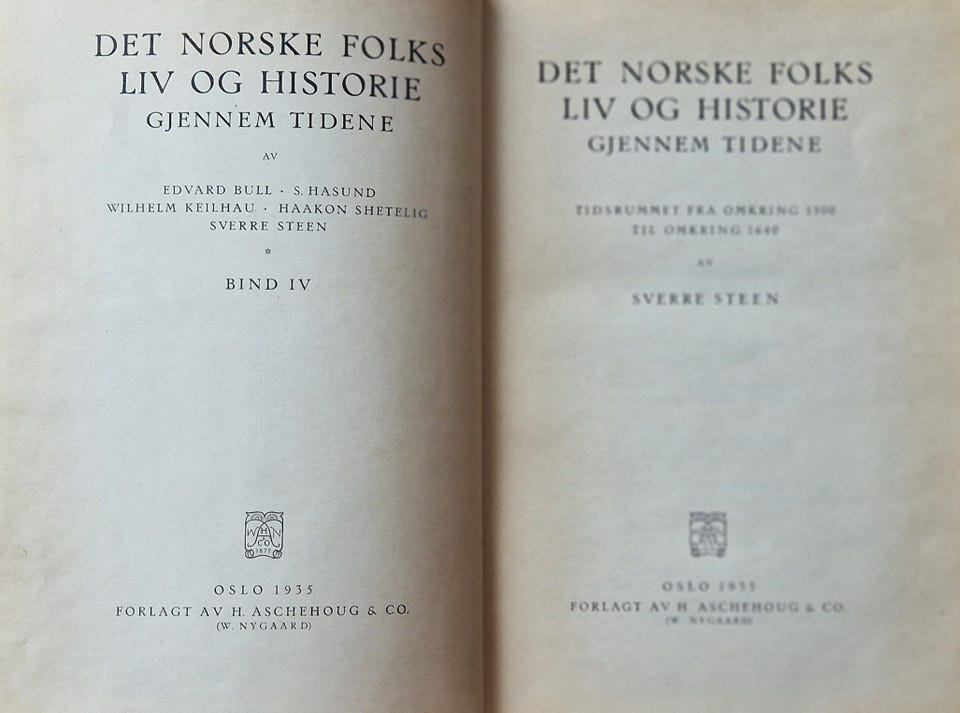 DET NORSKE FOLKS
LIV OG HISTORIE
GJENNEM TIDENE
AV
EDVARD BULL · S. HASUND
WILHELM KEILHAU · HAAKON SHETELIG
SVERRE STEEN
*
BIND IV
W H N
A
& CO
1872
OSLO 1935
FORLAGT AV H. ASCHEHOUG & CO.
(W. NYGAARD)
DET NORSKE FOLKS
LIV OG HISTORIE
GJENNEM TIDENE
TIDSRUMMET FRA OMKRING 1500
TIL OMKRING 1640
AV
SVERRE STEEN
OSLO 1935
FORLAGT AV H. ASCHEHOUG & CO.
(W. NYGAARD)